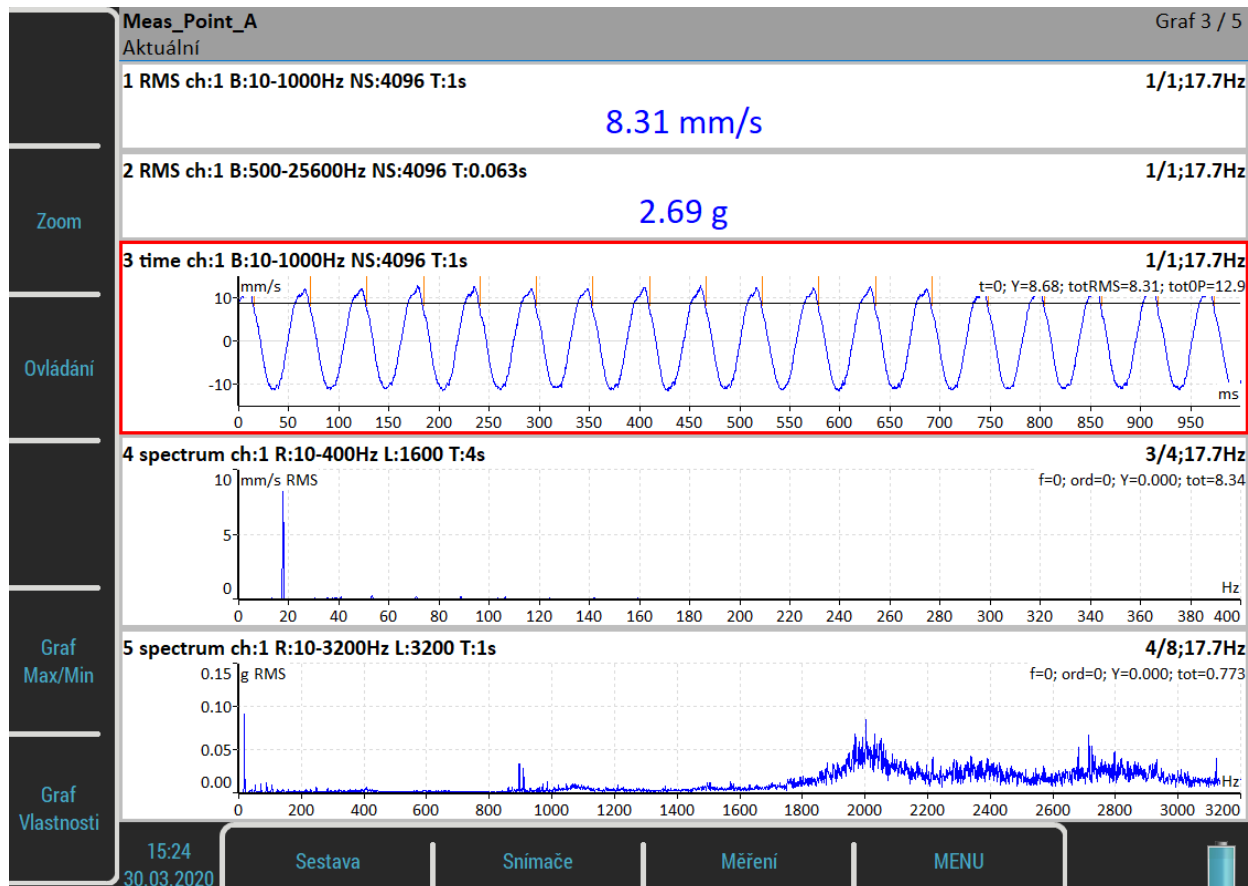 Meas_Point_A
Graf 3 / 5
Aktuální
1 RMS ch:1 B:10-1000Hz NS:4096 T:1s
1/1;17.7Hz
8.31 mm/s
2 RMS ch:1 B:500-25600Hz NS:4096 T:0.063s
1/1;17.7Hz
2.69 g
3 time ch:1 B:10-1000Hz NS:4096 T:1s
1/1;17.7Hz
mm/s
t=0; Y=8.68; totRMS=8.31; tot0P=12.9
10
0
-10
ms
0 50 100 150 200 250 300 350 400 450 500 550 600 650 700 750 800 850 900 950
4 spectrum ch:1 R:10-400Hz L:1600 T:4s
3/4;17.7Hz
10 mm/s RMS
f=0; ord=0; Y=0.000; tot=8.34
5
0
Hz
0 20 40 60 80 100 120 140 160 180 200 220 240 260 280 300 320 340 360 380 400
5 spectrum ch:1 R:10-3200Hz L:3200 T:1s
4/8;17.7Hz
0.15 g RMS
f=0; ord=0; Y=0.000; tot=0.773
0.10
0.05
0.00
Hz
0 200 400 600 800 1000 1200 1400 1600 1800 2000 2200 2400 2600 2800 3000 3200
Zoom
Ovládání
Graf
Max/Min
Graf
Vlastnosti
15:24
30.03.2020
Sestava
Snímače
Měření
MENU